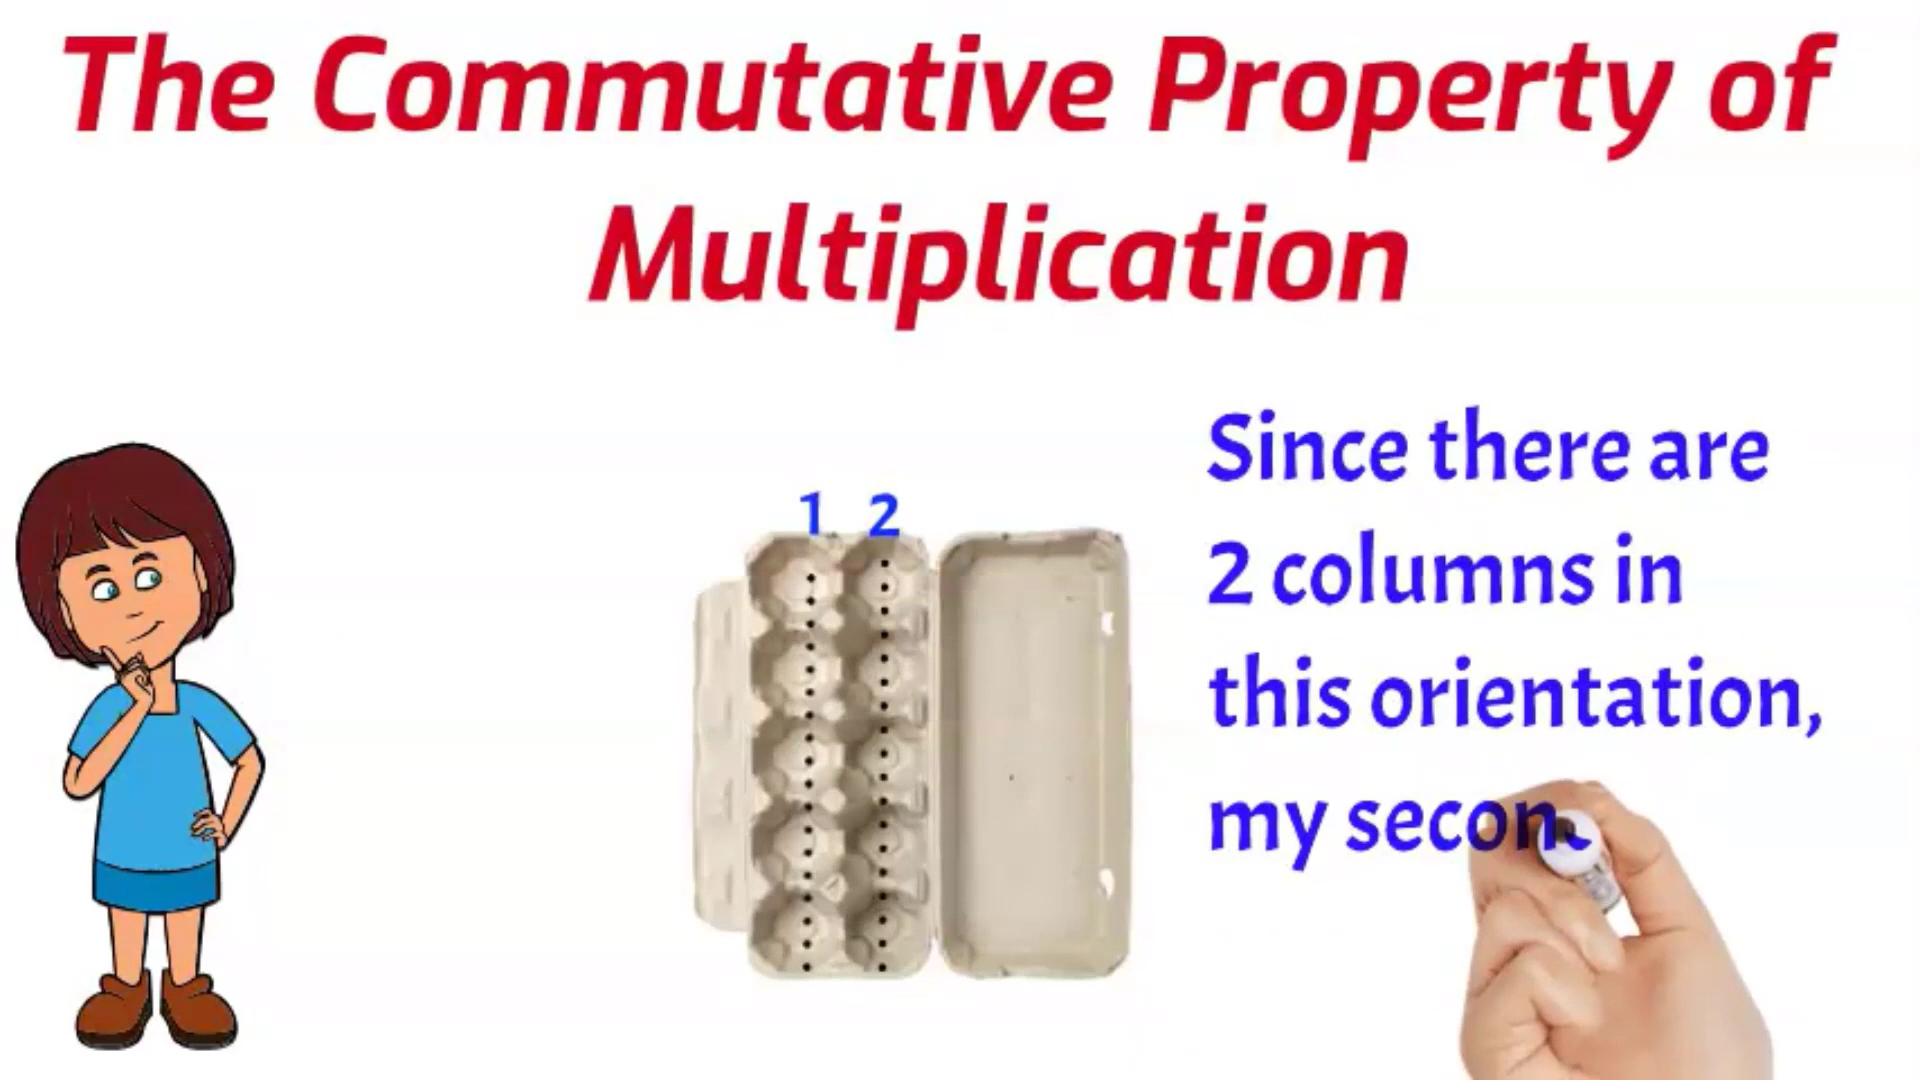 The Commutative Property of
Multiplication
1 2
Since there are
2 columns in
this orientation,
my secon